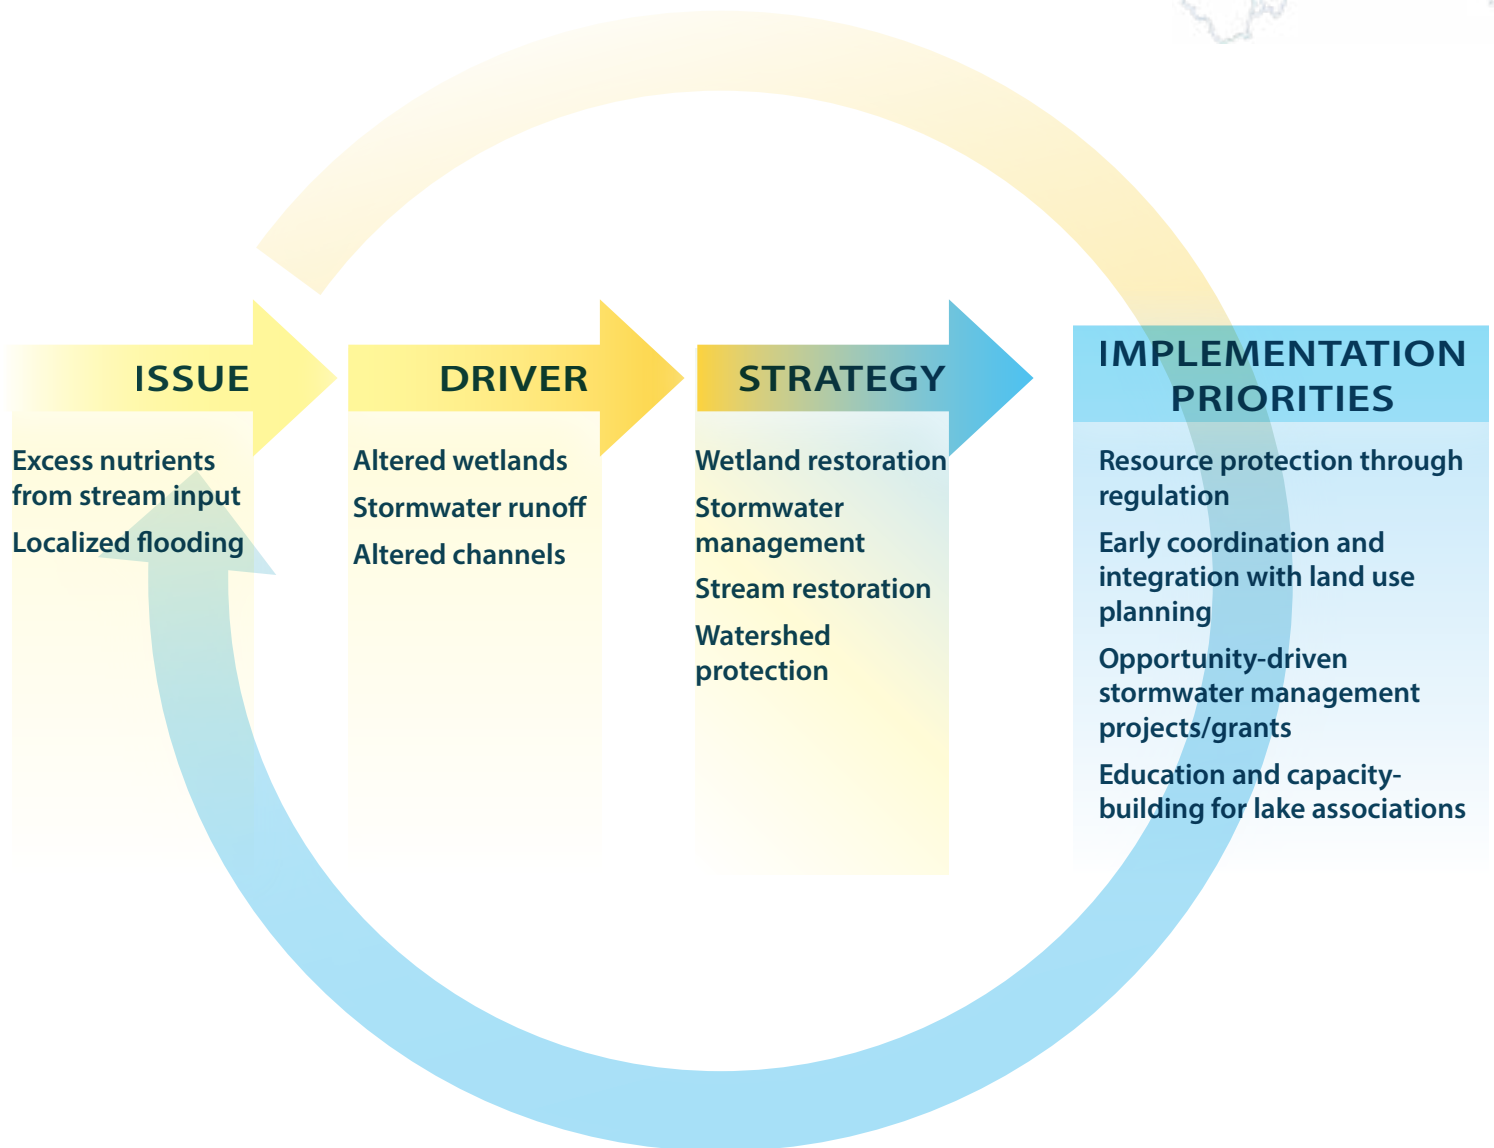 ISSUE
Excess nutrients
from stream input
Localized flooding
DRIVER
Altered wetlands
Stormwater runoff
Altered channels
STRATEGY
Wetland restoration
Stormwater
management
Stream restoration
Watershed
protection
IMPLEMENTATION
PRIORITIES
Resource protection through
regulation
Early coordination and
integration with land use
planning
Opportunity-driven
stormwater management
projects/grants
Education and capacity-
building for lake associations